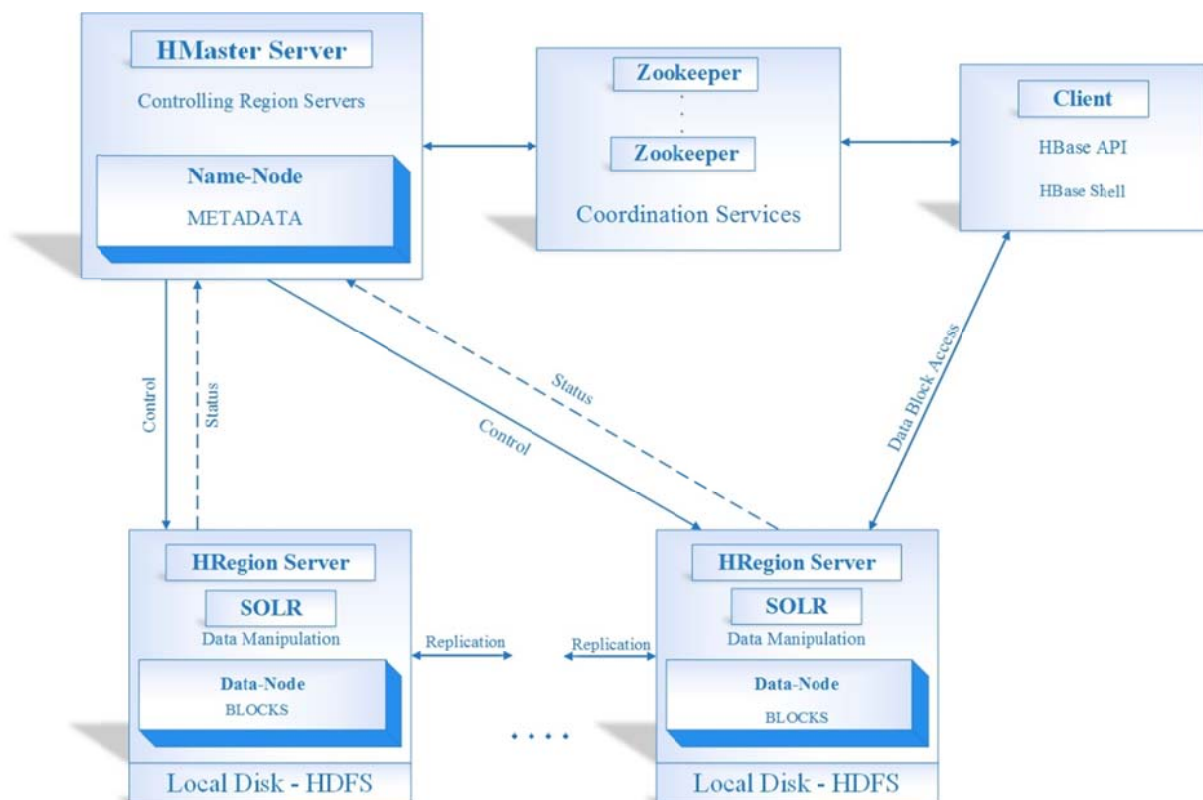 HMaster Server
Controlling Region Servers
Name-Node
METADATA
Zookeeper
Zookeeper
Coordination Services
Client
HBase API
HBase Shell
Control
Status
Control
Status
Data Block Access
HRegion Server
SOLR
Data Manipulation
Data-Node
BLOCKS
Local Disk - HDFS
Replication
Replication
HRegion Server
SOLR
Data Manipulation
Data-Node
BLOCKS
Local Disk - HDFS